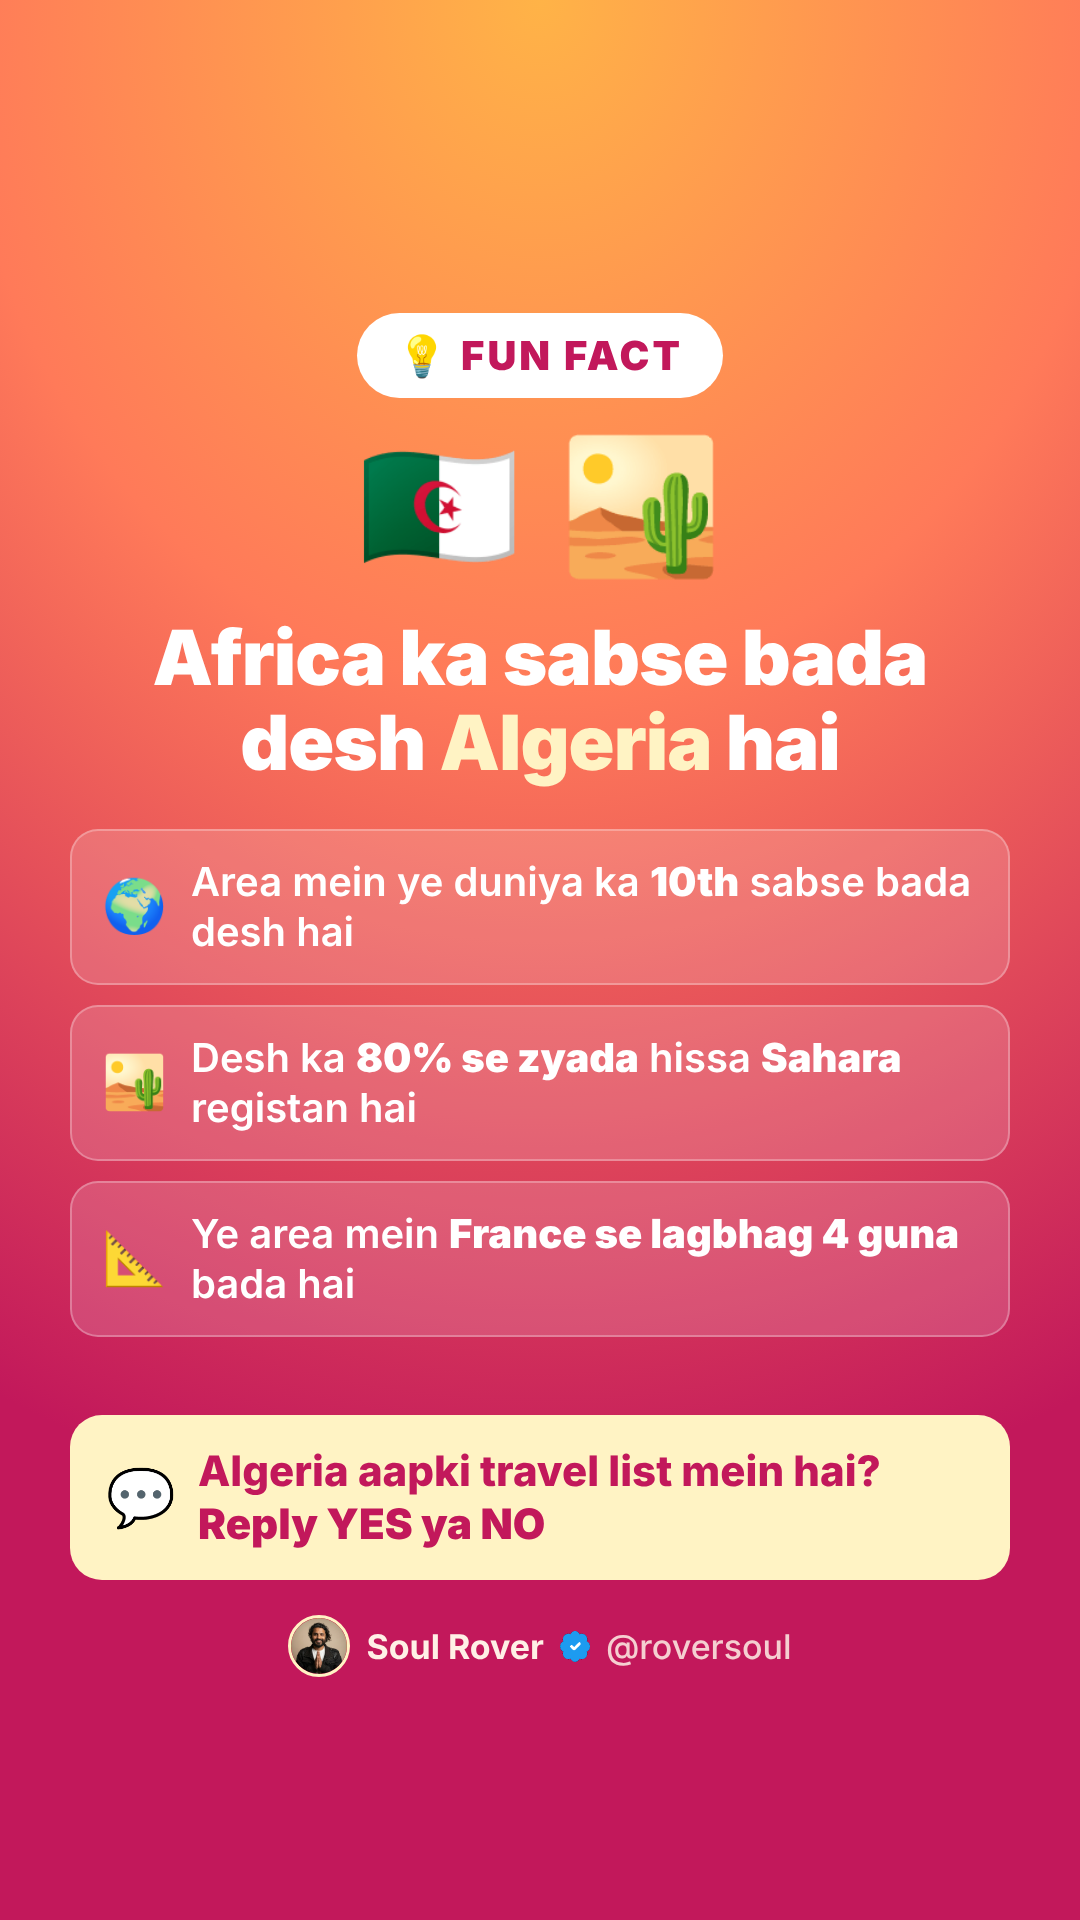 💡 FUN FACT
Africa ka sabse bada
desh Algeria hai
Area mein ye duniya ka 10th sabse bada
desh hai
Desh ka 80% se zyada hissa Sahara
registan hai
Ye area mein France se lagbhag 4 guna
bada hai
Algeria aapki travel list mein hai?
Reply YES ya NO
Soul Rover @roversoul